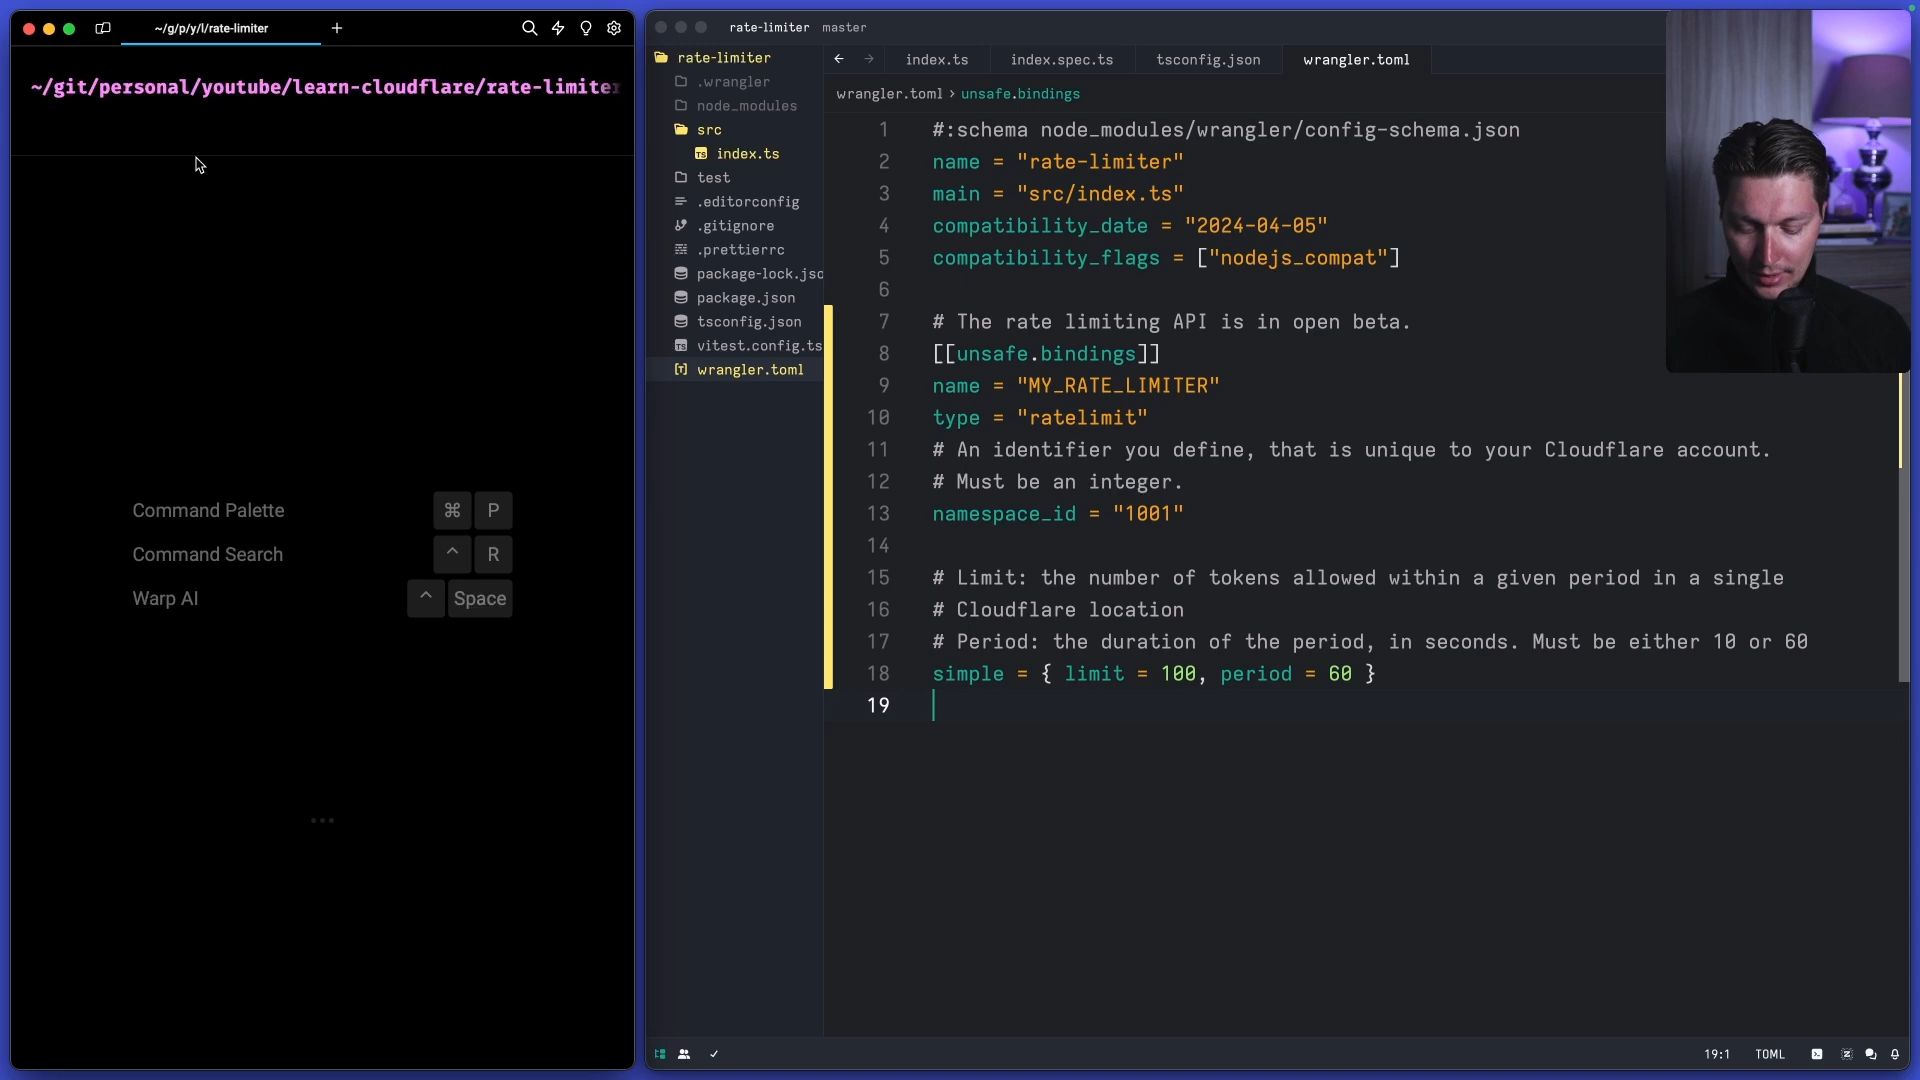 ~/g/p/y/l/rate-limiter
~/git/personal/youtube/learn-cloudflare/rate-limiter
Command Palette ⌘ P
Command Search ^ R
Warp AI ^ Space
rate-limiter master
rate-limiter
.wrangler
node_modules
src
TS index.ts
test
.editorconfig
.gitignore
.prettierrc
package-lock.jso
package.json
tsconfig.json
TS vitest.config.ts
[T] wrangler.toml
← → index.ts index.spec.ts tsconfig.json wrangler.toml
wrangler.toml › unsafe.bindings
1 #:schema node_modules/wrangler/config-schema.json
2 name = "rate-limiter"
3 main = "src/index.ts"
4 compatibility_date = "2024-04-05"
5 compatibility_flags = ["nodejs_compat"]
6
7 # The rate limiting API is in open beta.
8 [[unsafe.bindings]]
9 name = "MY_RATE_LIMITER"
10 type = "ratelimit"
11 # An identifier you define, that is unique to your Cloudflare account.
12 # Must be an integer.
13 namespace_id = "1001"
14
15 # Limit: the number of tokens allowed within a given period in a single
16 # Cloudflare location
17 # Period: the duration of the period, in seconds. Must be either 10 or 60
18 simple = { limit = 100, period = 60 }
19
19:1 TOML